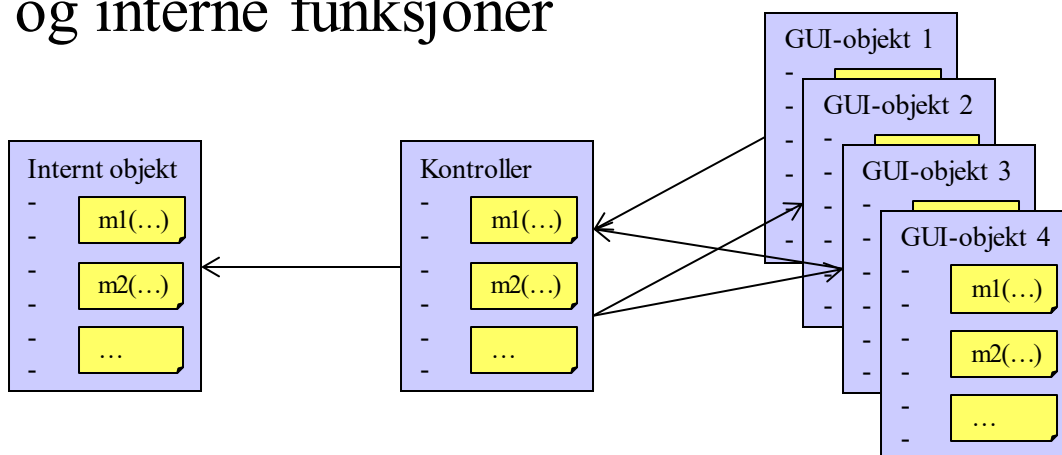 og interne funksjoner
Internt objekt
-
- m1(...)
-
- m2(...)
-
- ...
Kontroller
-
- m1(...)
-
- m2(...)
-
- ...
GUI-objekt 1
GUI-objekt 2
GUI-objekt 3
GUI-objekt 4
-
- m1(...)
-
- m2(...)
- ...
-